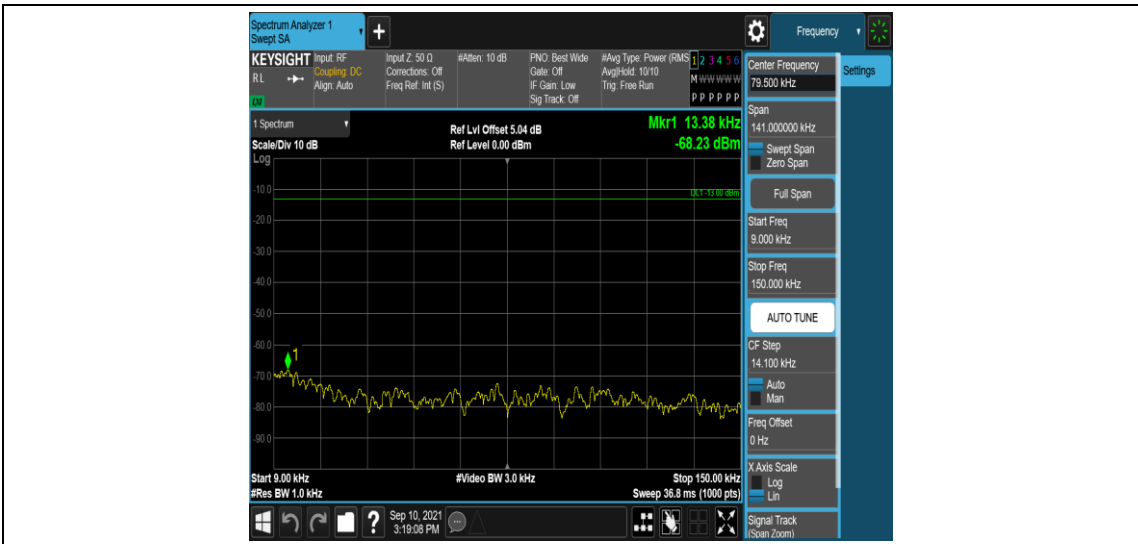 Spectrum Analyzer 1
Swept SA
+
Frequency
KEYSIGHT
RL
LXI
Input: RF
Coupling: DC
Align: Auto
Input Z: 50 Ω
Corrections: Off
Freq Ref: Int (S)
#Atten: 10 dB
PNO: Best Wide
Gate: Off
IF Gain: Low
Sig Track: Off
#Avg Type: Power (RMS
Avg|Hold: 10/10
Trig: Free Run
1 2 3 4 5 6
M W W W W W
P P P P P P
Center Frequency
79.500 kHz
Settings
Span
141.000000 kHz
Swept Span
Zero Span
Full Span
Start Freq
9.000 kHz
Stop Freq
150.000 kHz
AUTO TUNE
CF Step
14.100 kHz
Auto
Man
Freq Offset
0 Hz
X Axis Scale
Log
Lin
Signal Track
(Span Zoom)
1 Spectrum
Scale/Div 10 dB
Log
Ref Lvl Offset 5.04 dB
Ref Level 0.00 dBm
Mkr1 13.38 kHz
-68.23 dBm
DL1 -13.00 dBm
-10.0
-20.0
-30.0
-40.0
-50.0
-60.0
-70.0
-80.0
-90.0
1
Start 9.00 kHz
#Res BW 1.0 kHz
#Video BW 3.0 kHz
Stop 150.00 kHz
Sweep 36.8 ms (1000 pts)
?
Sep 10, 2021
3:19:08 PM